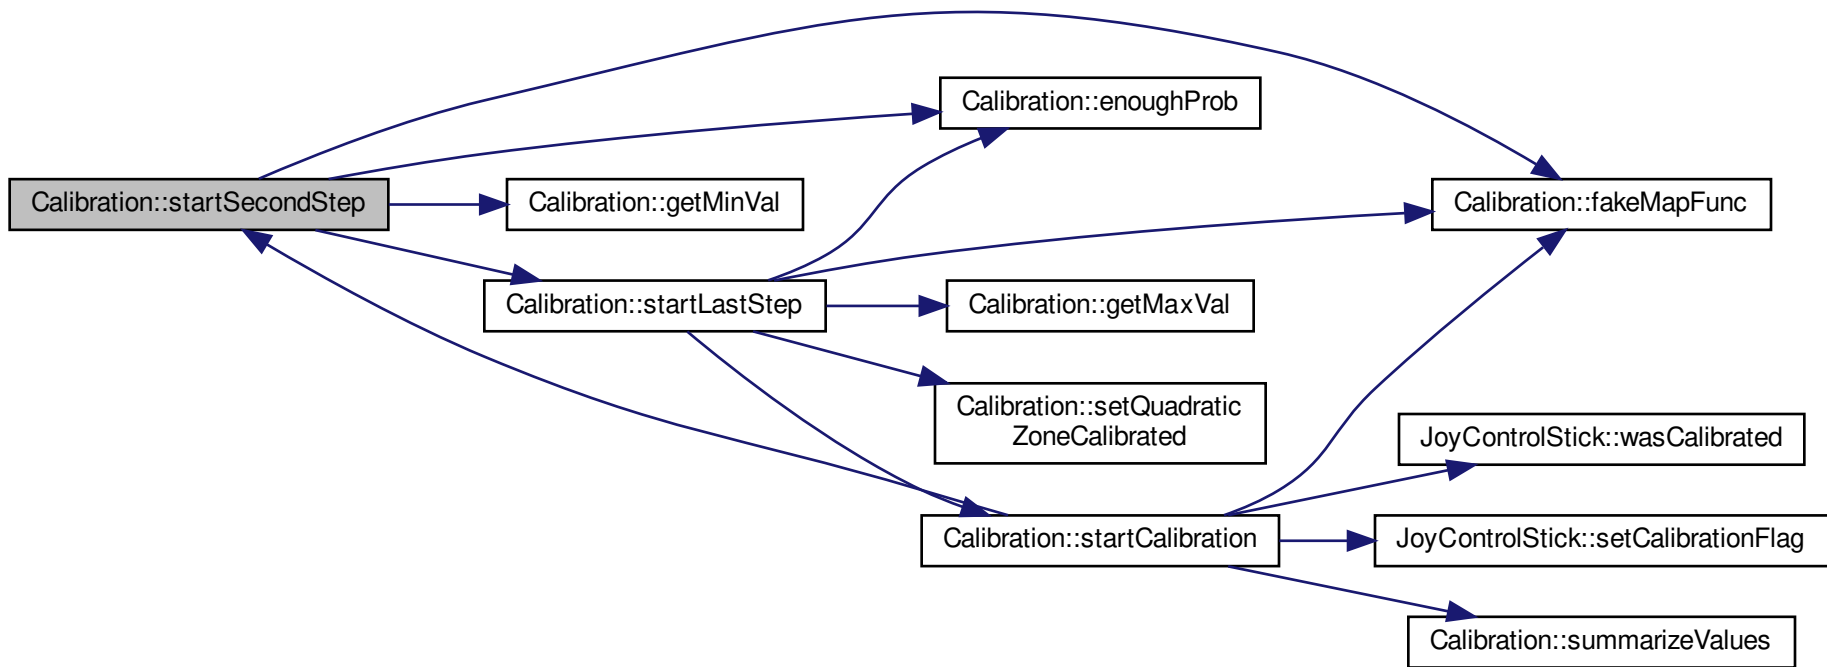 Calibration::enoughProb
Calibration::startSecondStep
Calibration::getMinVal
Calibration::fakeMapFunc
Calibration::startLastStep
Calibration::getMaxVal
Calibration::setQuadratic
ZoneCalibrated
JoyControlStick::wasCalibrated
Calibration::startCalibration
JoyControlStick::setCalibrationFlag
Calibration::summarizeValues